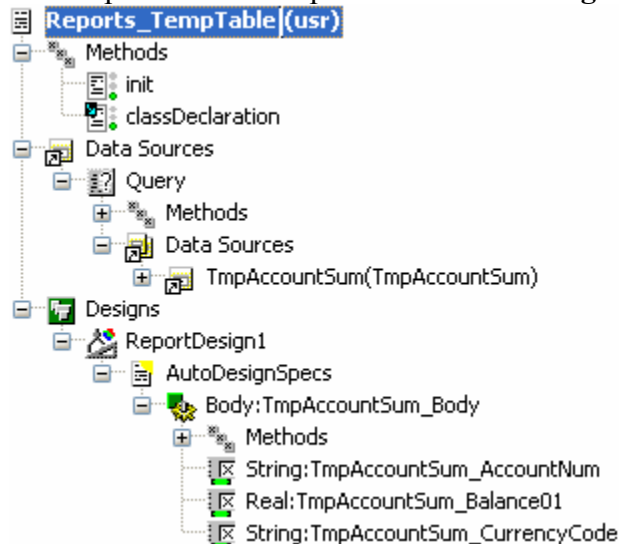 Reports_TempTable (usr)
Methods
init
classDeclaration
Data Sources
Query
Methods
Data Sources
TmpAccountSum(TmpAccountSum)
Designs
ReportDesign1
AutoDesignSpecs
Body:TmpAccountSum_Body
Methods
String:TmpAccountSum_AccountNum
Real:TmpAccountSum_Balance01
String:TmpAccountSum_CurrencyCode